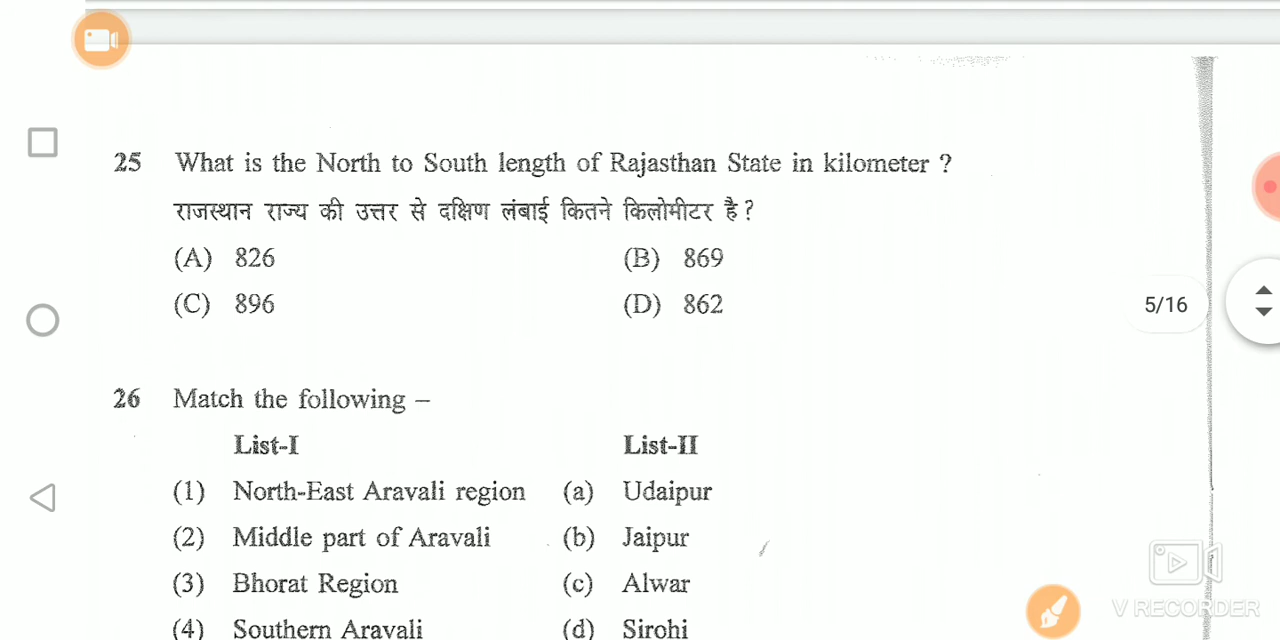 25 What is the North to South length of Rajasthan State in kilometer ?
राजस्थान राज्य की उत्तर से दक्षिण लंबाई कितने किलोमीटर है ?
(A) 826 (B) 869
(C) 896 (D) 862
5/16
26 Match the following –
List-I List-II
(1) North-East Aravali region (a) Udaipur
(2) Middle part of Aravali (b) Jaipur
(3) Bhorat Region (c) Alwar
(4) Southern Aravali (d) Sirohi
V RECORDER